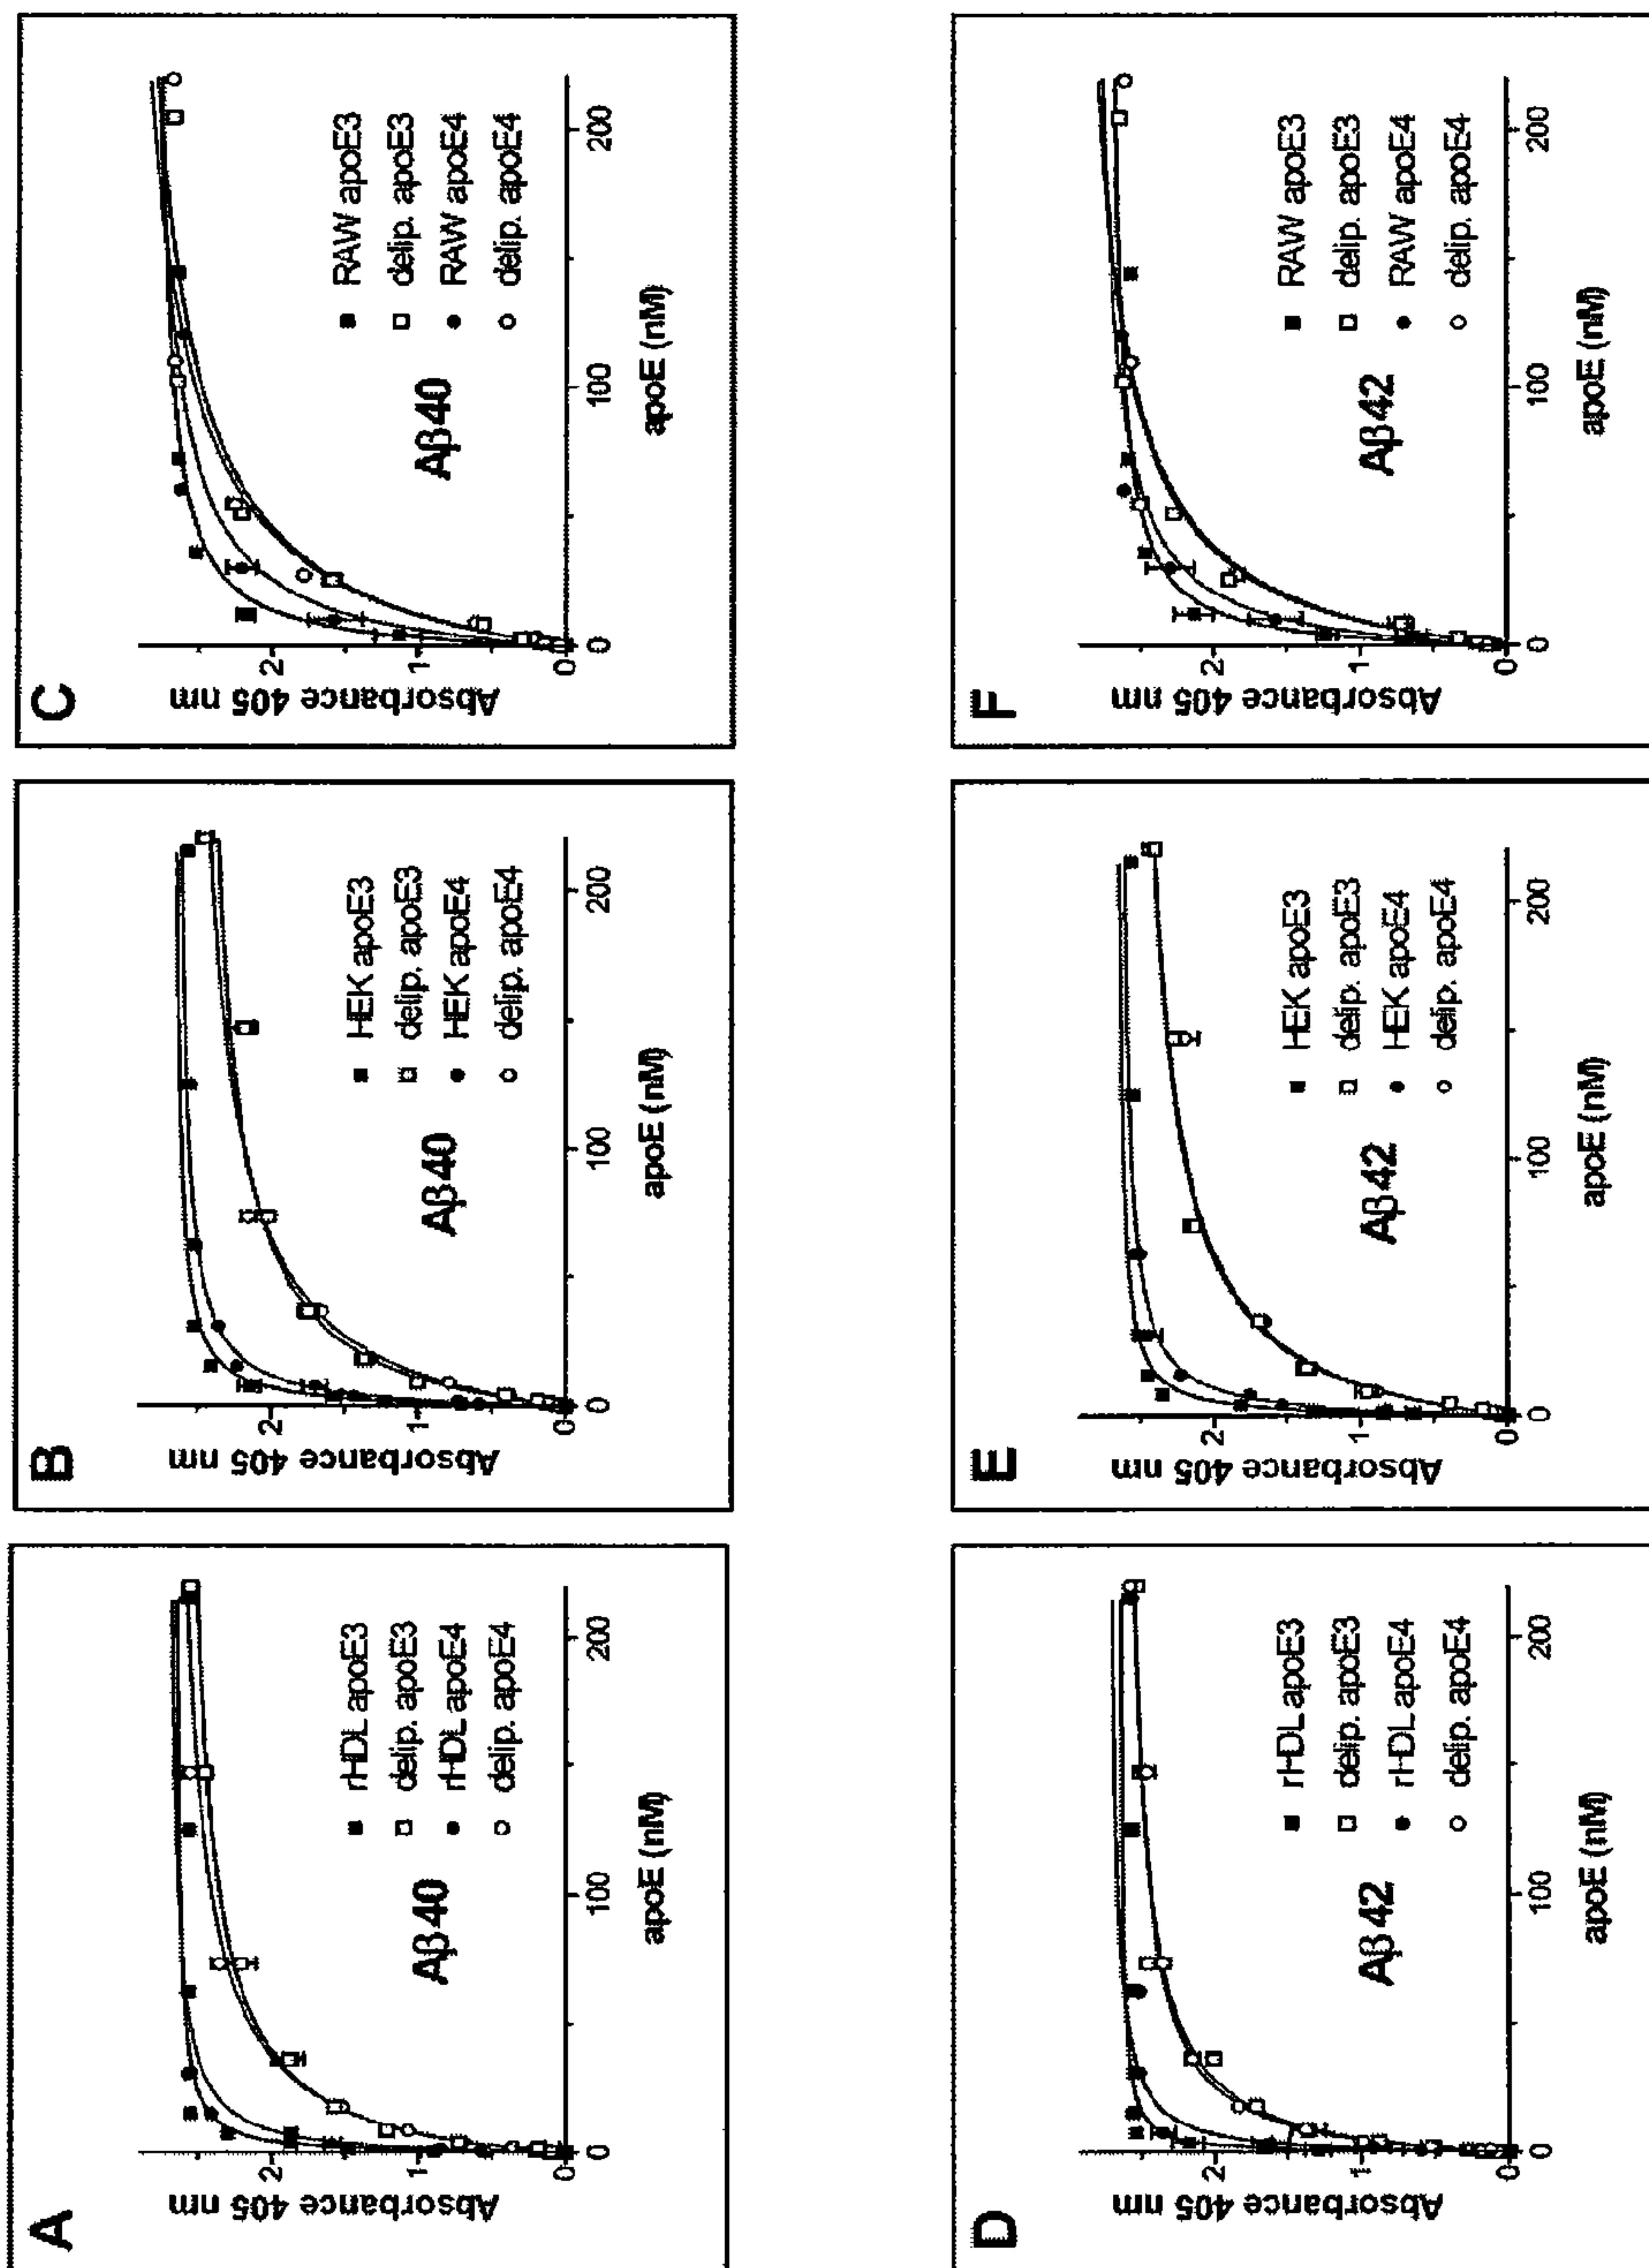 A
Absorbance 405 nm
2
1
0
0
100
200
apoE (nM)
Aβ40
rHDL apoE3
delip. apoE3
rHDL apoE4
delip. apoE4
B
Absorbance 405 nm
2
1
0
0
100
200
apoE (nM)
Aβ40
HEK apoE3
delip. apoE3
HEK apoE4
delip. apoE4
C
Absorbance 405 nm
2
1
0
0
100
200
apoE (nM)
Aβ40
RAW apoE3
delip. apoE3
RAW apoE4
delip. apoE4
D
Absorbance 405 nm
2
1
0
0
100
200
apoE (nM)
Aβ42
rHDL apoE3
delip. apoE3
rHDL apoE4
delip. apoE4
E
Absorbance 405 nm
2
1
0
0
100
200
apoE (nM)
Aβ42
HEK apoE3
delip. apoE3
HEK apoE4
delip. apoE4
F
Absorbance 405 nm
2
1
0
0
100
200
apoE (nM)
Aβ42
RAW apoE3
delip. apoE3
RAW apoE4
delip. apoE4